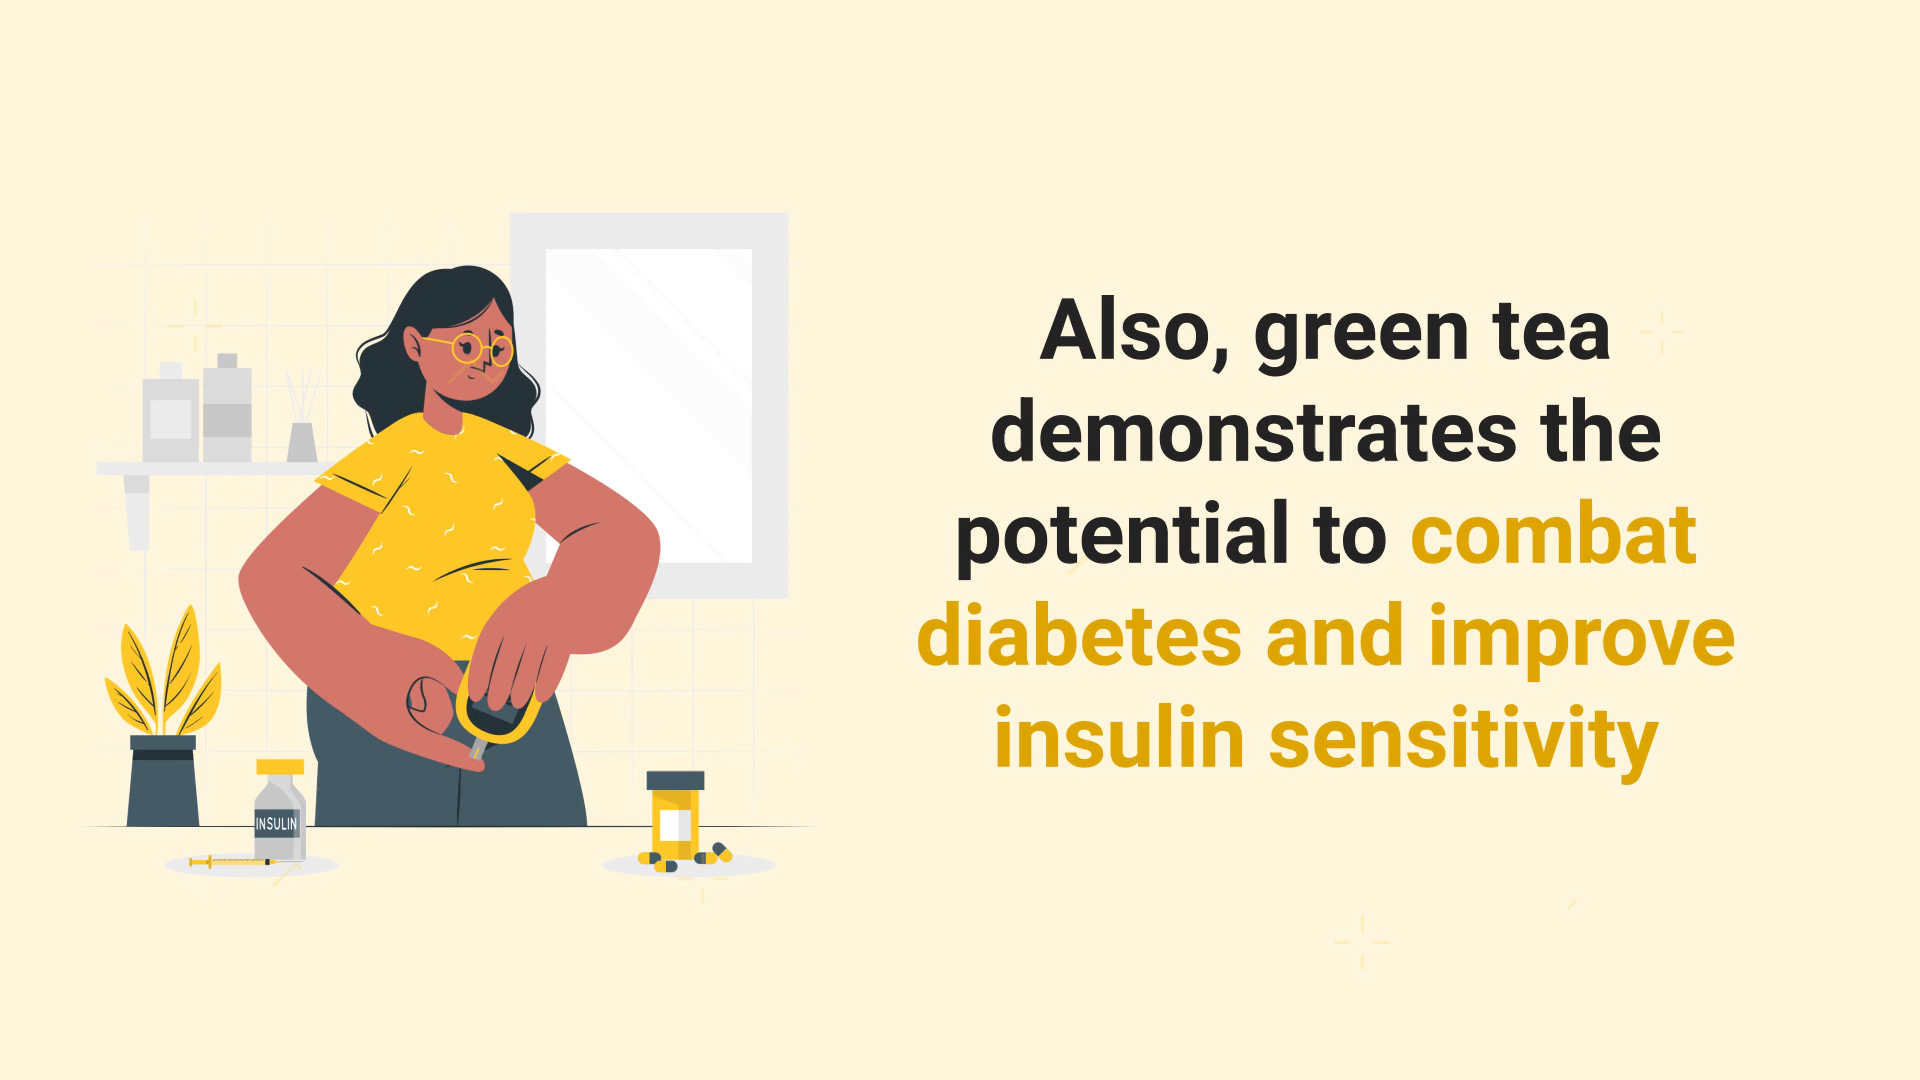 Also, green tea
demonstrates the
potential to combat
diabetes and improve
insulin sensitivity
INSULIN